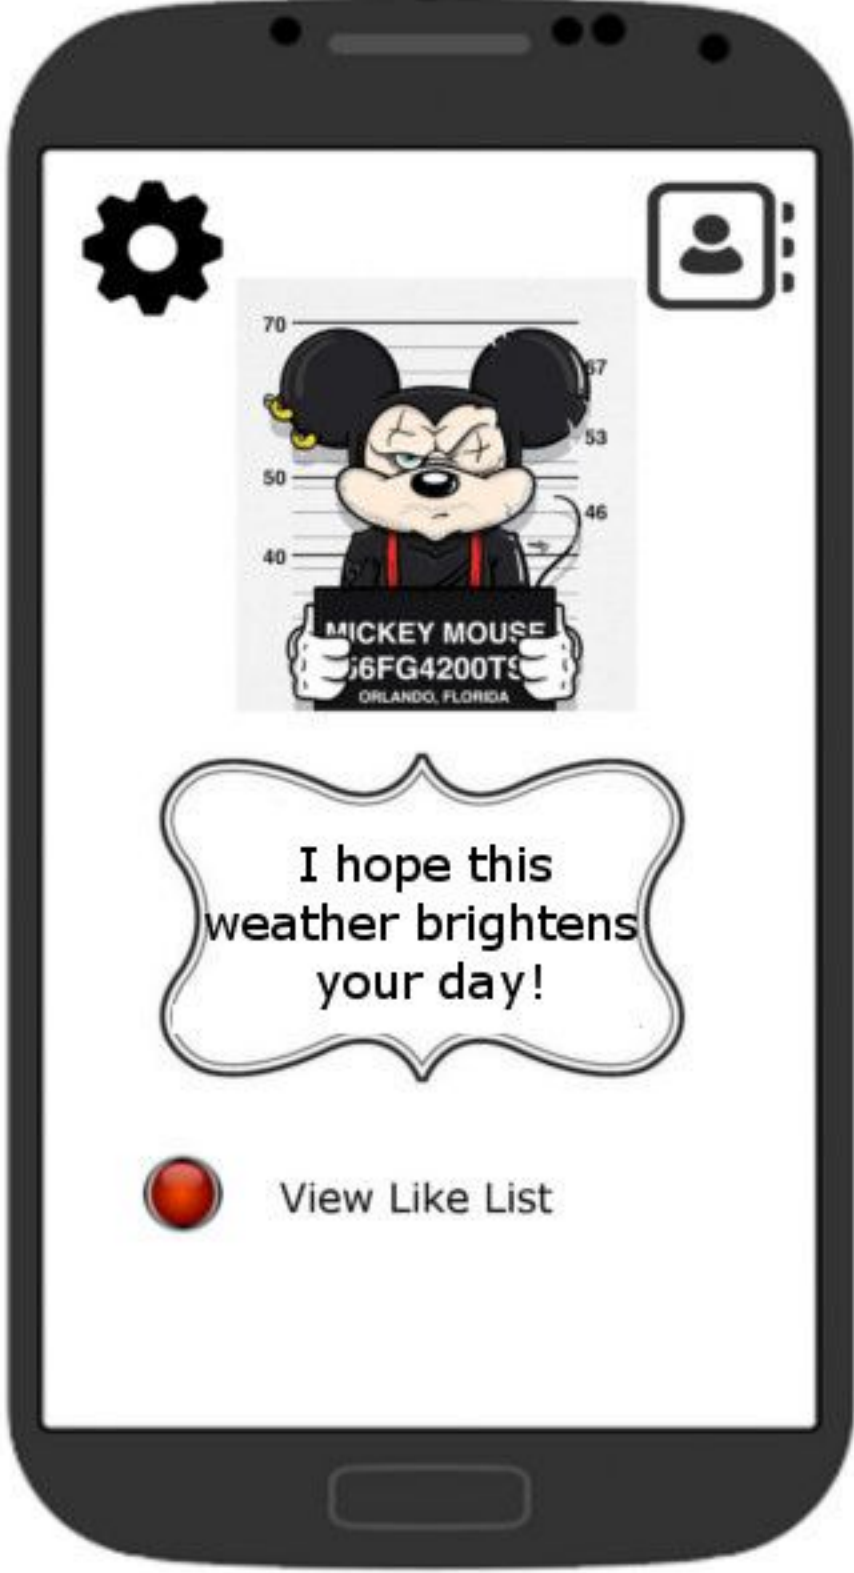 70
67
53
50
46
40
MICKEY MOUSE
56FG4200TS
ORLANDO, FLORIDA
I hope this
weather brightens
your day!
View Like List